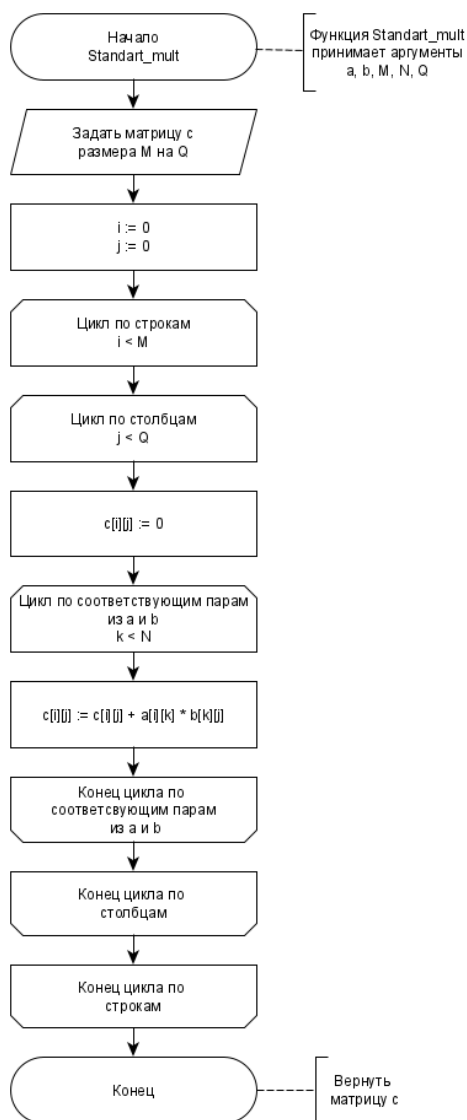 Начало
Standart_mult
Функция Standart_mult
принимает аргументы
a, b, M, N, Q
Задать матрицу с
размера M на Q
i := 0
j := 0
Цикл по строкам
i < M
Цикл по столбцам
j < Q
c[i][j] := 0
Цикл по соответствующим парам
из a и b
k < N
c[i][j] := c[i][j] + a[i][k] * b[k][j]
Конец цикла по
соответсвующим парам
из a и b
Конец цикла по
столбцам
Конец цикла по
строкам
Конец
Вернуть
матрицу с